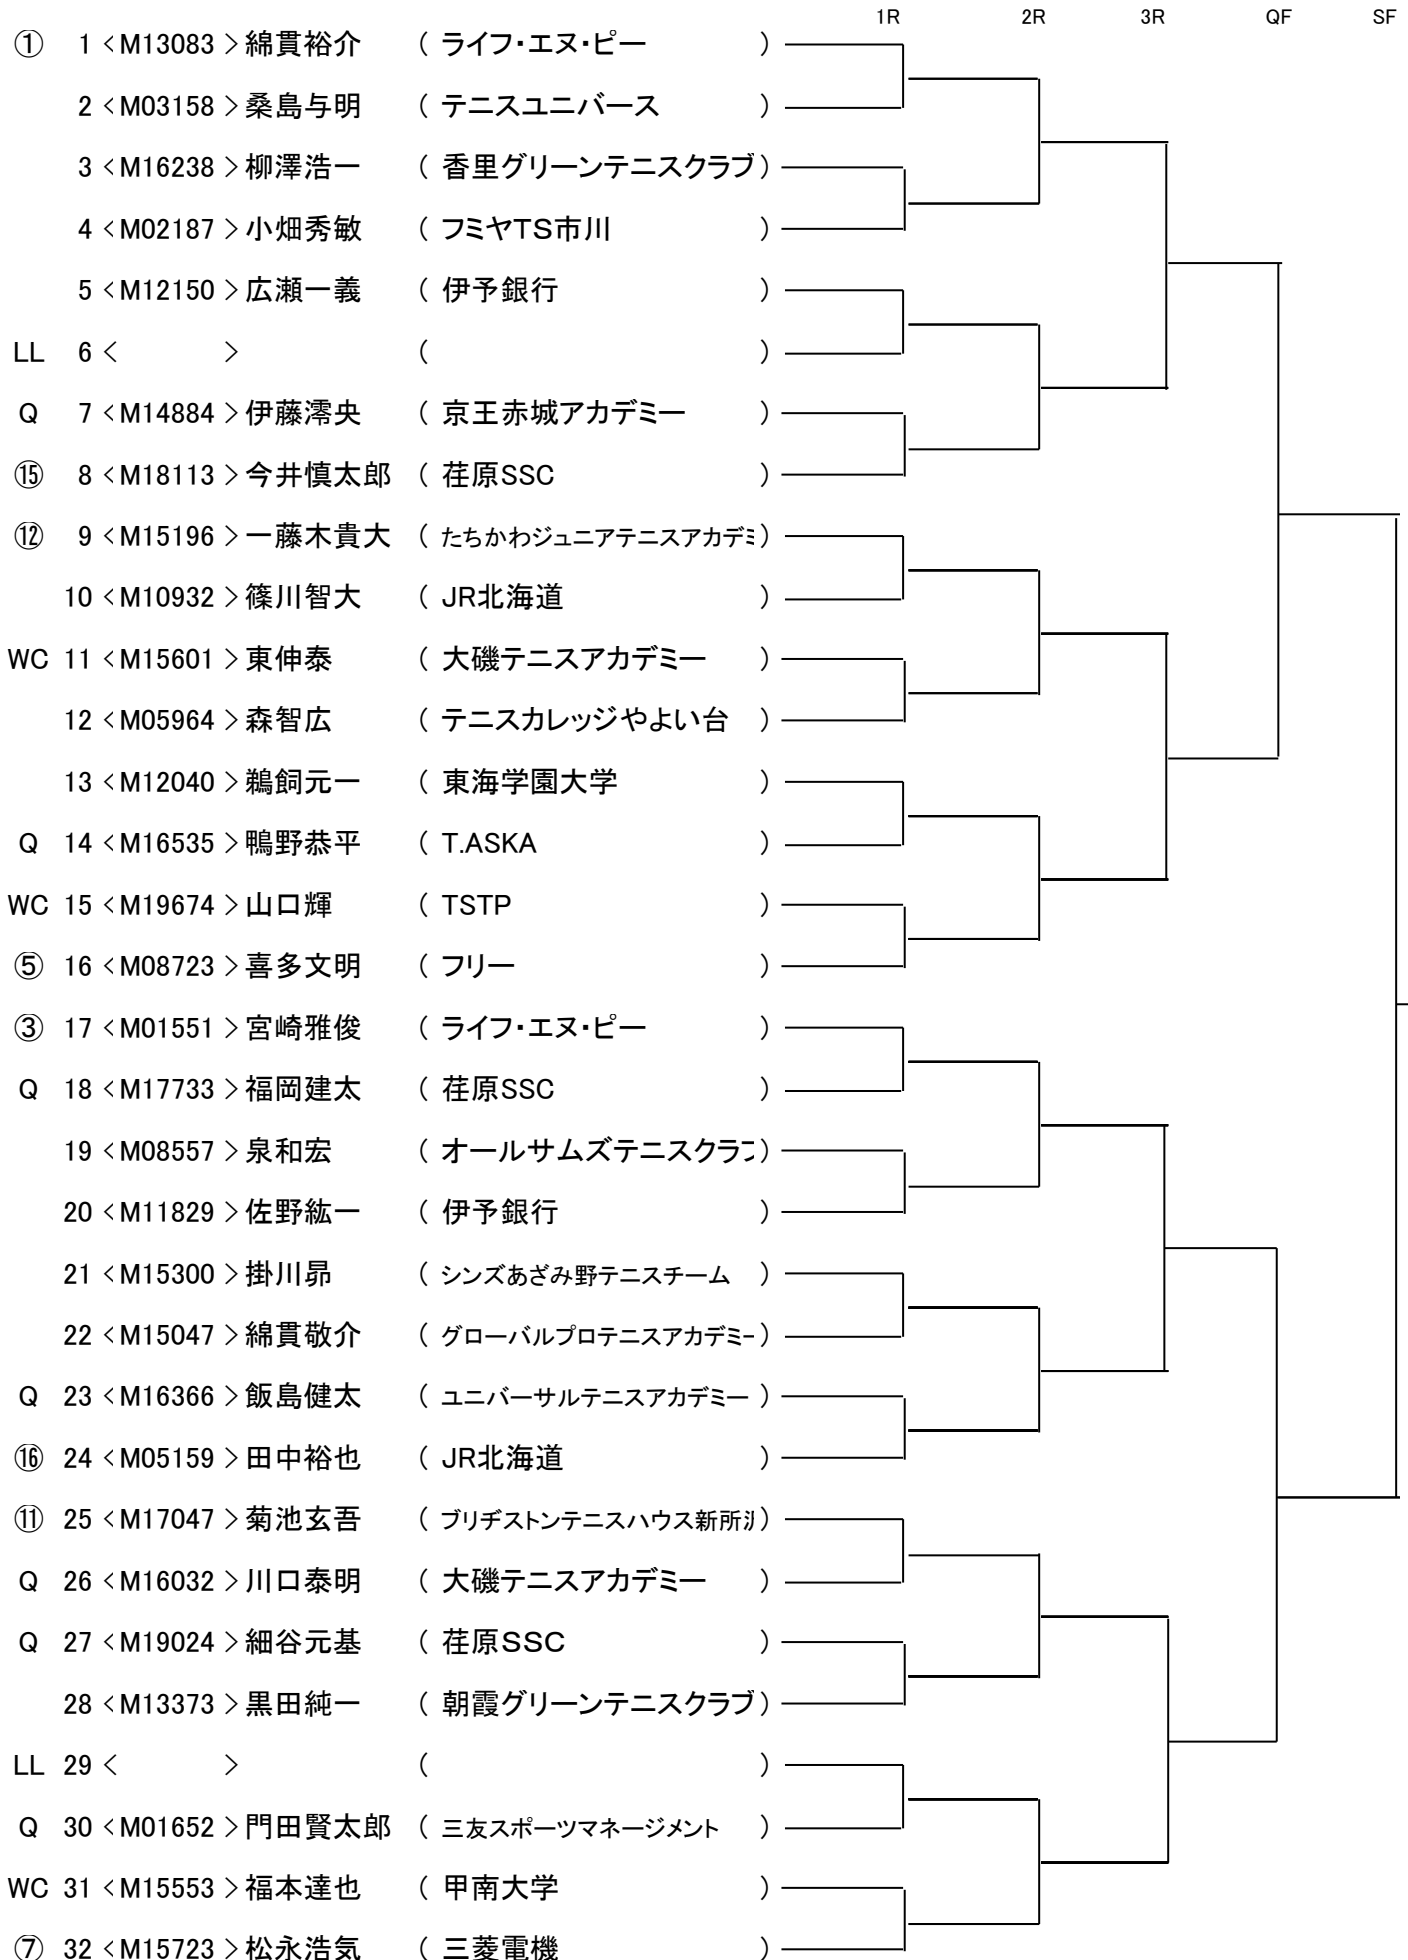 1R 2R 3R QF SF
① 1 <M13083 > 綿貫裕介 ( ライフ・エヌ・ピー )
2 <M03158 > 桑島与明 ( テニスユニバース )
3 <M16238 > 柳澤浩一 ( 香里グリーンテニスクラブ )
4 <M02187 > 小畑秀敏 ( フミヤTS市川 )
5 <M12150 > 広瀬一義 ( 伊予銀行 )
LL 6 < > ( )
Q 7 <M14884 > 伊藤澪央 ( 京王赤城アカデミー )
⑮ 8 <M18113 > 今井慎太郎 ( 荏原SSC )
⑫ 9 <M15196 > 一藤木貴大 ( たちかわジュニアテニスアカデミ )
10 <M10932 > 篠川智大 ( JR北海道 )
WC 11 <M15601 > 東伸泰 ( 大磯テニスアカデミー )
12 <M05964 > 森智広 ( テニスカレッジやよい台 )
13 <M12040 > 鵜飼元一 ( 東海学園大学 )
Q 14 <M16535 > 鴨野恭平 ( T.ASKA )
WC 15 <M19674 > 山口輝 ( TSTP )
⑤ 16 <M08723 > 喜多文明 ( フリー )
③ 17 <M01551 > 宮崎雅俊 ( ライフ・エヌ・ピー )
Q 18 <M17733 > 福岡建太 ( 荏原SSC )
19 <M08557 > 泉和宏 ( オールサムズテニスクラブ )
20 <M11829 > 佐野紘一 ( 伊予銀行 )
21 <M15300 > 掛川昴 ( シンズあざみ野テニスチーム )
22 <M15047 > 綿貫敬介 ( グローバルプロテニスアカデミー )
Q 23 <M16366 > 飯島健太 ( ユニバーサルテニスアカデミー )
⑯ 24 <M05159 > 田中裕也 ( JR北海道 )
⑪ 25 <M17047 > 菊池玄吾 ( ブリヂストンテニスハウス新所 )
Q 26 <M16032 > 川口泰明 ( 大磯テニスアカデミー )
Q 27 <M19024 > 細谷元基 ( 荏原SSC )
28 <M13373 > 黒田純一 ( 朝霞グリーンテニスクラブ )
LL 29 < > ( )
Q 30 <M01652 > 門田賢太郎 ( 三友スポーツマネージメント )
WC 31 <M15553 > 福本達也 ( 甲南大学 )
⑦ 32 <M15723 > 松永浩気 ( 三菱電機 )